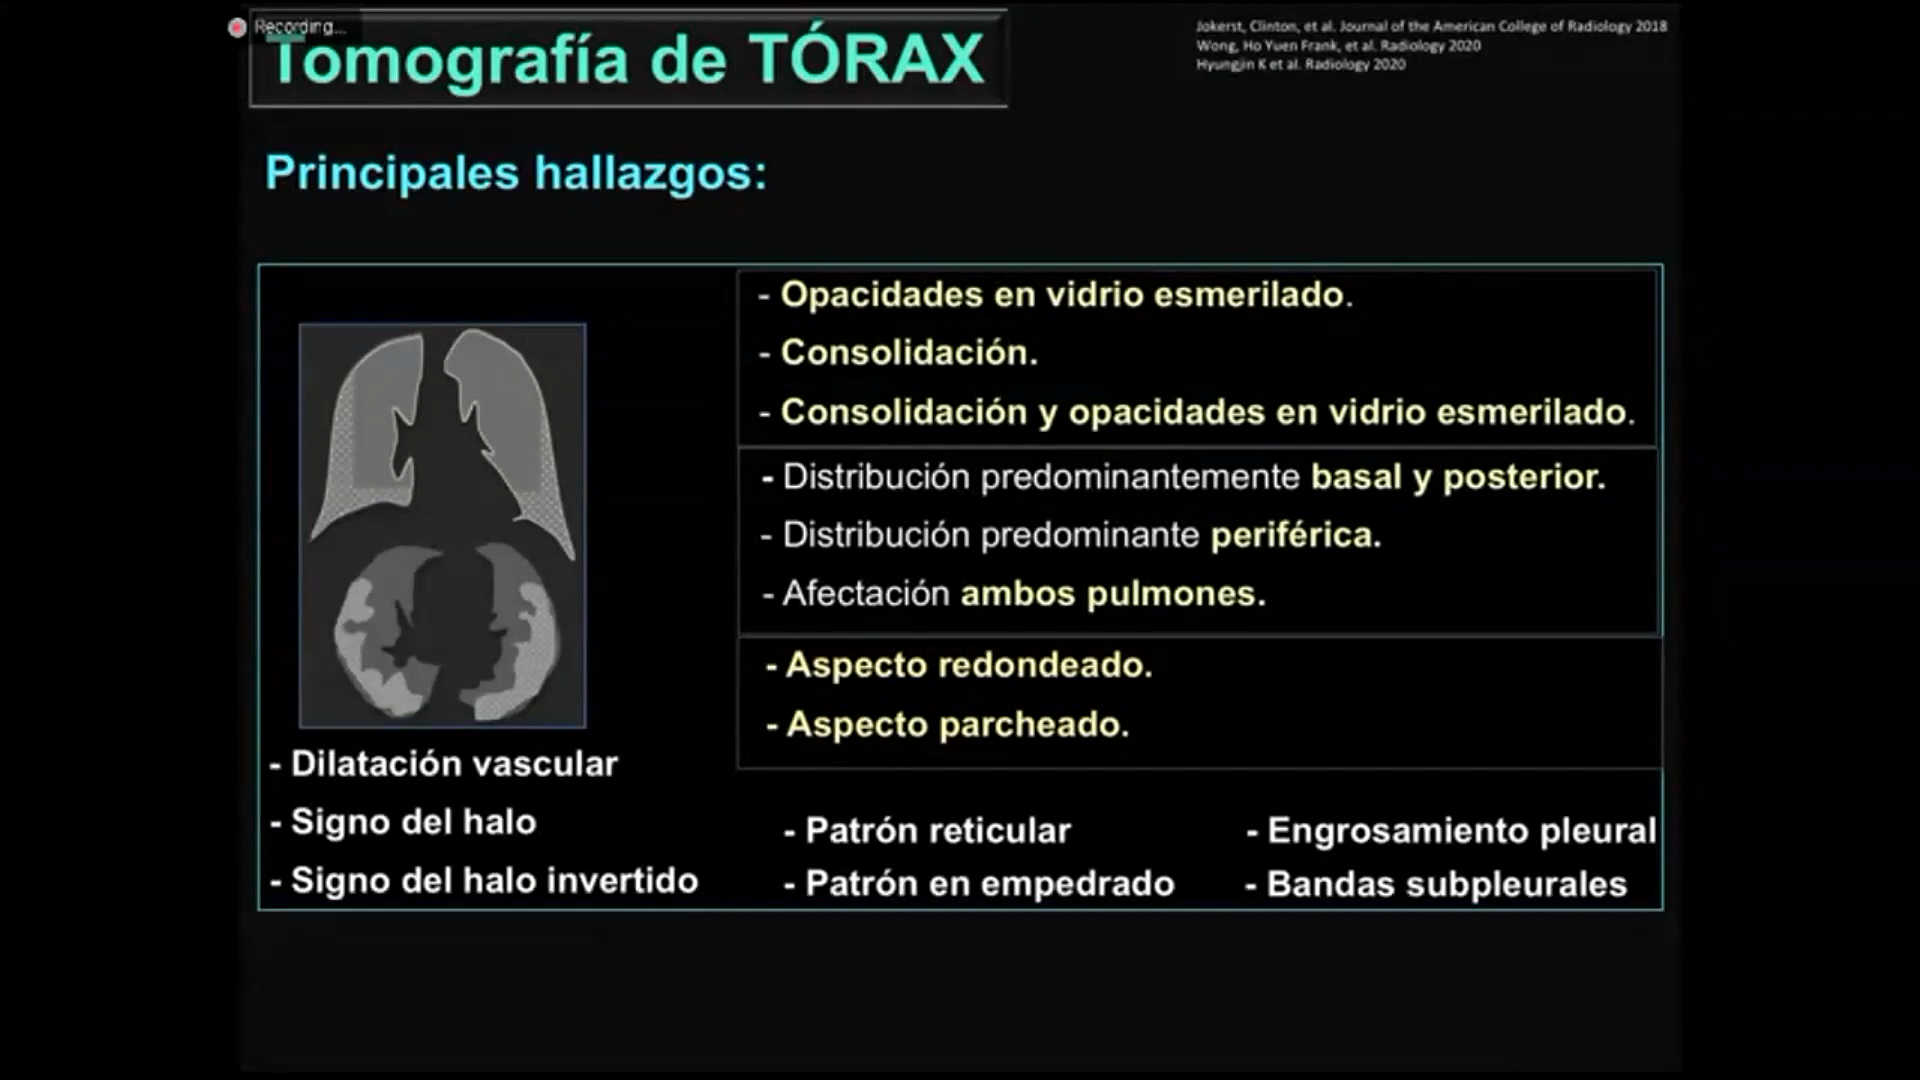 Recording...
Tomografía de TÓRAX
Jokerst, Clinton, et al. Journal of the American College of Radiology 2018
Wong, Ho Yuen Frank, et al. Radiology 2020
Hyungjin K et al. Radiology 2020
Principales hallazgos:
- Opacidades en vidrio esmerilado.
- Consolidación.
- Consolidación y opacidades en vidrio esmerilado.
- Distribución predominantemente basal y posterior.
- Distribución predominante periférica.
- Afectación ambos pulmones.
- Aspecto redondeado.
- Aspecto parcheado.
- Dilatación vascular
- Signo del halo
- Signo del halo invertido
- Patrón reticular
- Patrón en empedrado
- Engrosamiento pleural
- Bandas subpleurales